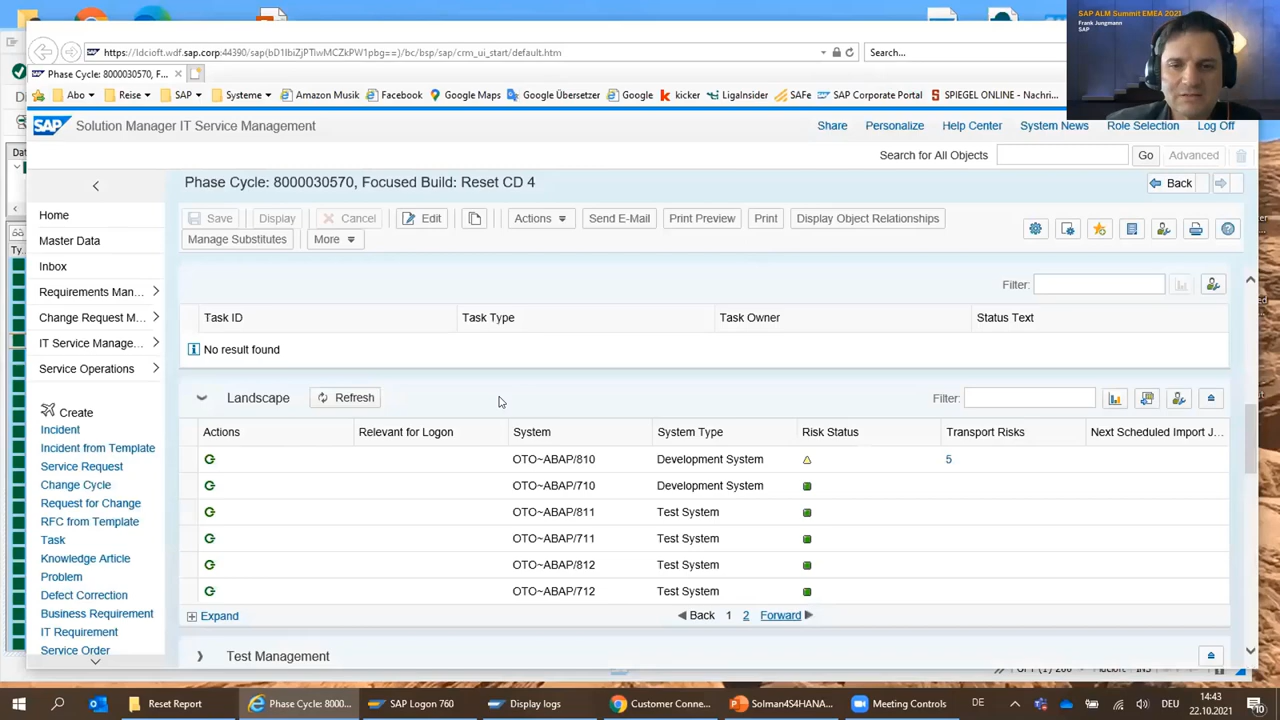 SAP ALM Summit EMEA 2021
Frank Jungmann
SAP
https://ldcioft.wdf.sap.corp:44390/sap(bD1lbiZjPTiwMCZkPW1pbg==)/bc/bsp/sap/crm_ui_start/default.htm
Search...
Phase Cycle: 8000030570, F...
Abo
Reise
SAP
Systeme
Amazon Musik
Facebook
Google Maps
Google Übersetzer
Google
kicker
LigaInsider
SAFe
SAP Corporate Portal
SPIEGEL ONLINE - Nachri...
SAP Solution Manager IT Service Management
Share
Personalize
Help Center
System News
Role Selection
Log Off
Search for All Objects
Go
Advanced
Phase Cycle: 8000030570, Focused Build: Reset CD 4
Back
Save
Display
Cancel
Edit
Actions
Send E-Mail
Print Preview
Print
Display Object Relationships
Manage Substitutes
More
Home
Master Data
Inbox
Requirements Man...
Change Request M...
IT Service Manage...
Service Operations
Create
Incident
Incident from Template
Service Request
Change Cycle
Request for Change
RFC from Template
Task
Knowledge Article
Problem
Defect Correction
Business Requirement
IT Requirement
Service Order
Filter:
Task ID Task Type Task Owner Status Text
No result found
Landscape
Refresh
Filter:
Actions Relevant for Logon System System Type Risk Status Transport Risks Next Scheduled Import J...
OTO~ABAP/810 Development System 5
OTO~ABAP/710 Development System
OTO~ABAP/811 Test System
OTO~ABAP/711 Test System
OTO~ABAP/812 Test System
OTO~ABAP/712 Test System
Expand
Back 1 2 Forward
Test Management
Reset Report
Phase Cycle: 8000...
SAP Logon 760
Display logs
Customer Conne...
Solman4S4HANA...
Meeting Controls
DE
DEU
14:43
22.10.2021